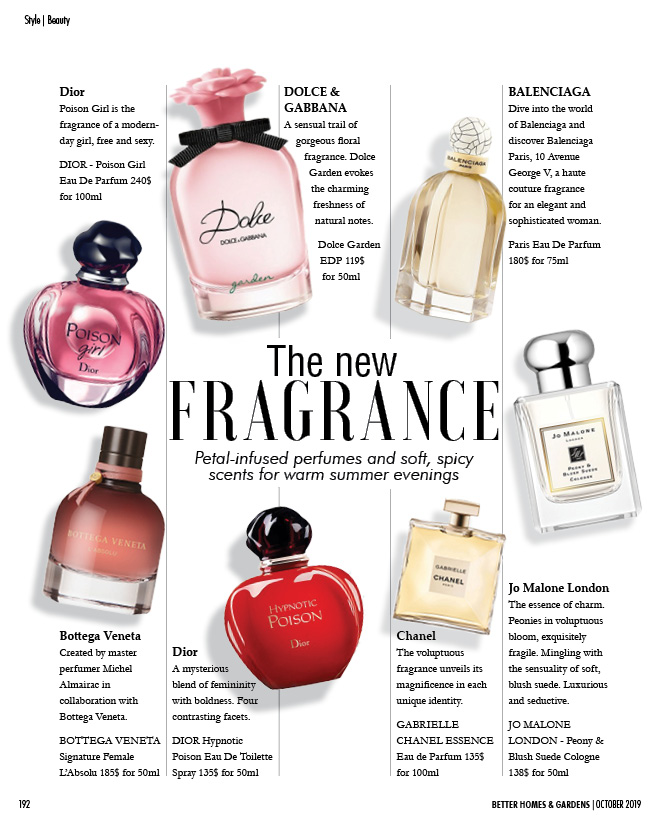 Style | Beauty
Dior
Poison Girl is the
fragrance of a modern-
day girl, free and sexy.
DIOR - Poison Girl
Eau De Parfum 240$
for 100ml
DOLCE &
GABBANA
A sensual trail of
gorgeous floral
fragrance. Dolce
Garden evokes
the charming
freshness of
natural notes.
Dolce Garden
EDP 119$
for 50ml
BALENCIAGA
Dive into the world
of Balenciaga and
discover Balenciaga
Paris, 10 Avenue
George V, a haute
couture fragrance
for an elegant and
sophisticated woman.
Paris Eau De Parfum
180$ for 75ml
Dolce
DOLCE & GABBANA
garden
BALENCIAGA
PARIS
POISON
girl
Dior
The new
FRAGRANCE
Petal-infused perfumes and soft, spicy
scents for warm summer evenings
JO MALONE
LONDON
PEONY &
BLUSH SUEDE
COLOGNE
BOTTEGA VENETA
L'ABSOLU
HYPNOTIC
POISON
Dior
GABRIELLE
CHANEL
PARIS
Bottega Veneta
Created by master
perfumer Michel
Almairac in
collaboration with
Bottega Veneta.
BOTTEGA VENETA
Signature Female
L'Absolu 185$ for 50ml
Dior
A mysterious
blend of femininity
with boldness. Four
contrasting facets.
DIOR Hypnotic
Poison Eau De Toilette
Spray 135$ for 50ml
Chanel
The voluptuous
fragrance unveils its
magnificence in each
unique identity.
GABRIELLE
CHANEL ESSENCE
Eau de Parfum 135$
for 100ml
Jo Malone London
The essence of charm.
Peonies in voluptuous
bloom, exquisitely
fragile. Mingling with
the sensuality of soft,
blush suede. Luxurious
and seductive.
JO MALONE
LONDON - Peony &
Blush Suede Cologne
138$ for 50ml
192
BETTER HOMES & GARDENS | OCTOBER 2019